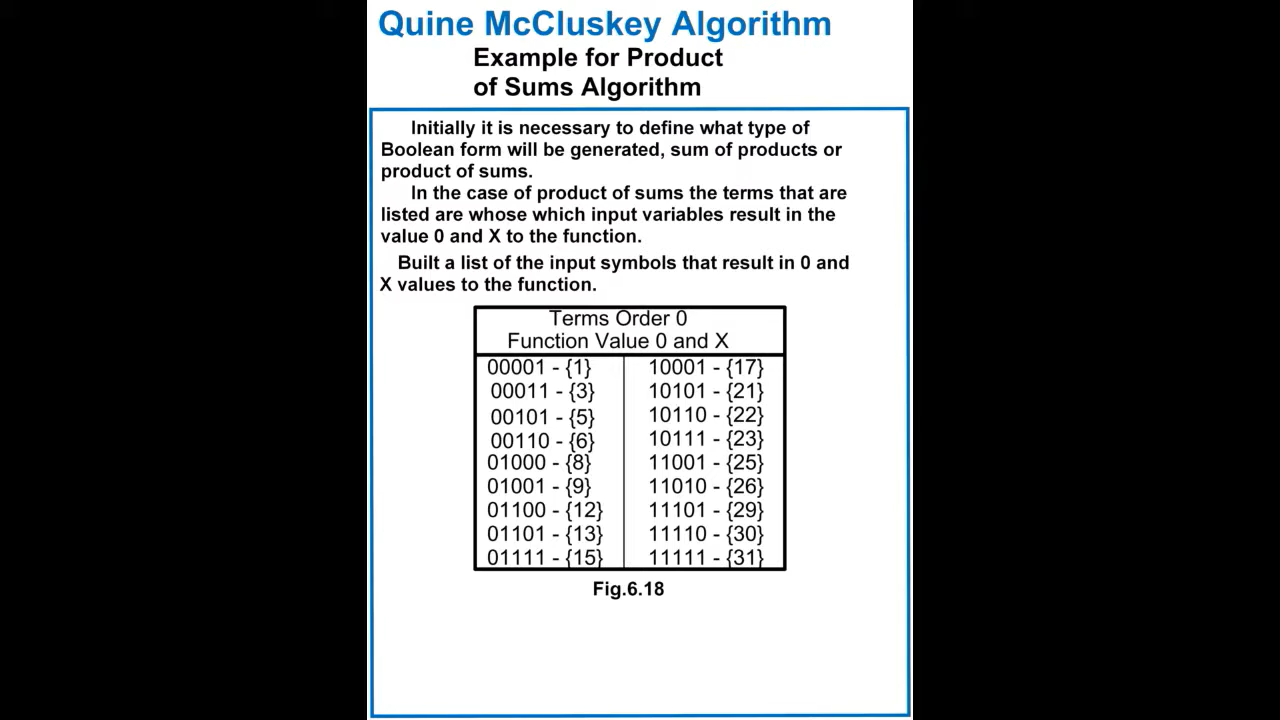 Quine McCluskey Algorithm
Example for Product
of Sums Algorithm
Initially it is necessary to define what type of
Boolean form will be generated, sum of products or
product of sums.
In the case of product of sums the terms that are
listed are whose which input variables result in the
value 0 and X to the function.
Built a list of the input symbols that result in 0 and
X values to the function.
Terms Order 0
Function Value 0 and X
00001 - {1} 10001 - {17}
00011 - {3} 10101 - {21}
00101 - {5} 10110 - {22}
00110 - {6} 10111 - {23}
01000 - {8} 11001 - {25}
01001 - {9} 11010 - {26}
01100 - {12} 11101 - {29}
01101 - {13} 11110 - {30}
01111 - {15} 11111 - {31}
Fig.6.18